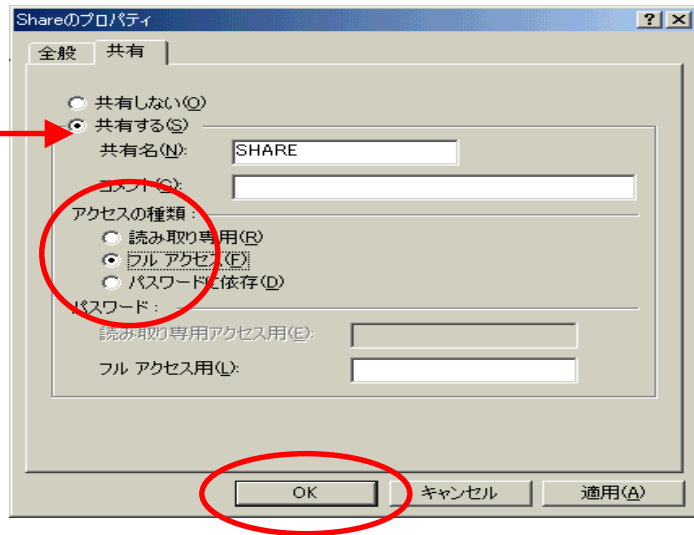 Shareのプロパティ
全般 共有
共有しない(O)
共有する(S)
共有名(N): SHARE
コメント(C):
アクセスの種類:
読み取り専用(R)
フル アクセス(F)
パスワードに依存(D)
パスワード:
読み取り専用アクセス用(E):
フル アクセス用(L):
OK キャンセル 適用(A)